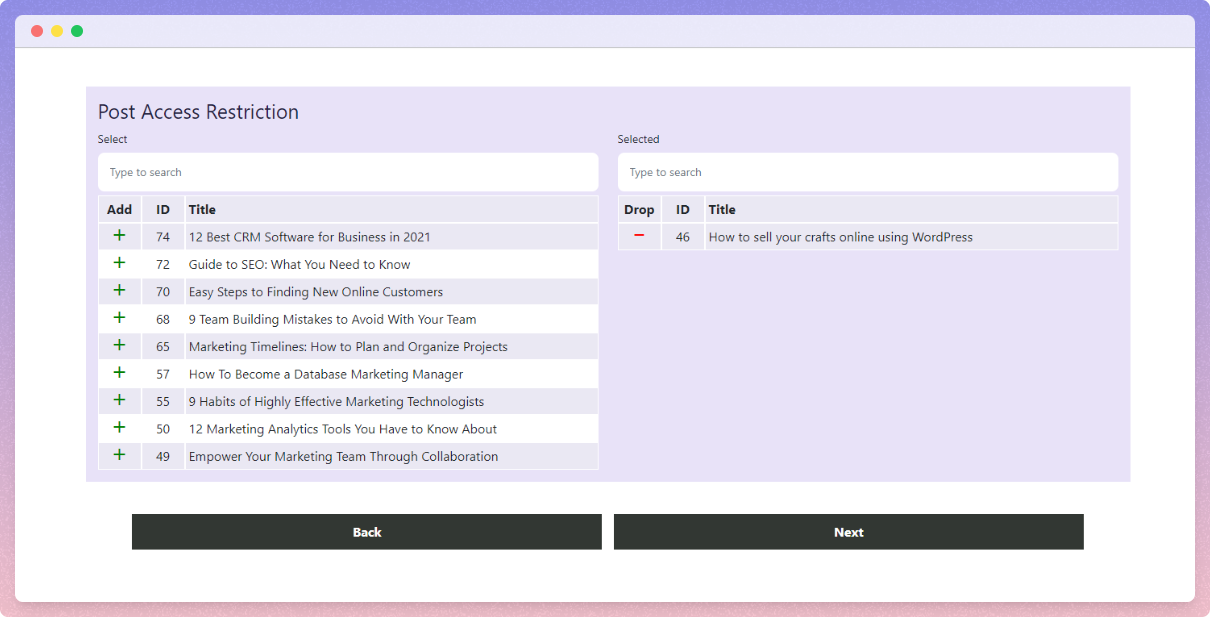 Post Access Restriction
Select
Type to search
Add ID Title
+ 74 12 Best CRM Software for Business in 2021
+ 72 Guide to SEO: What You Need to Know
+ 70 Easy Steps to Finding New Online Customers
+ 68 9 Team Building Mistakes to Avoid With Your Team
+ 65 Marketing Timelines: How to Plan and Organize Projects
+ 57 How To Become a Database Marketing Manager
+ 55 9 Habits of Highly Effective Marketing Technologists
+ 50 12 Marketing Analytics Tools You Have to Know About
+ 49 Empower Your Marketing Team Through Collaboration
Selected
Type to search
Drop ID Title
− 46 How to sell your crafts online using WordPress
Back
Next